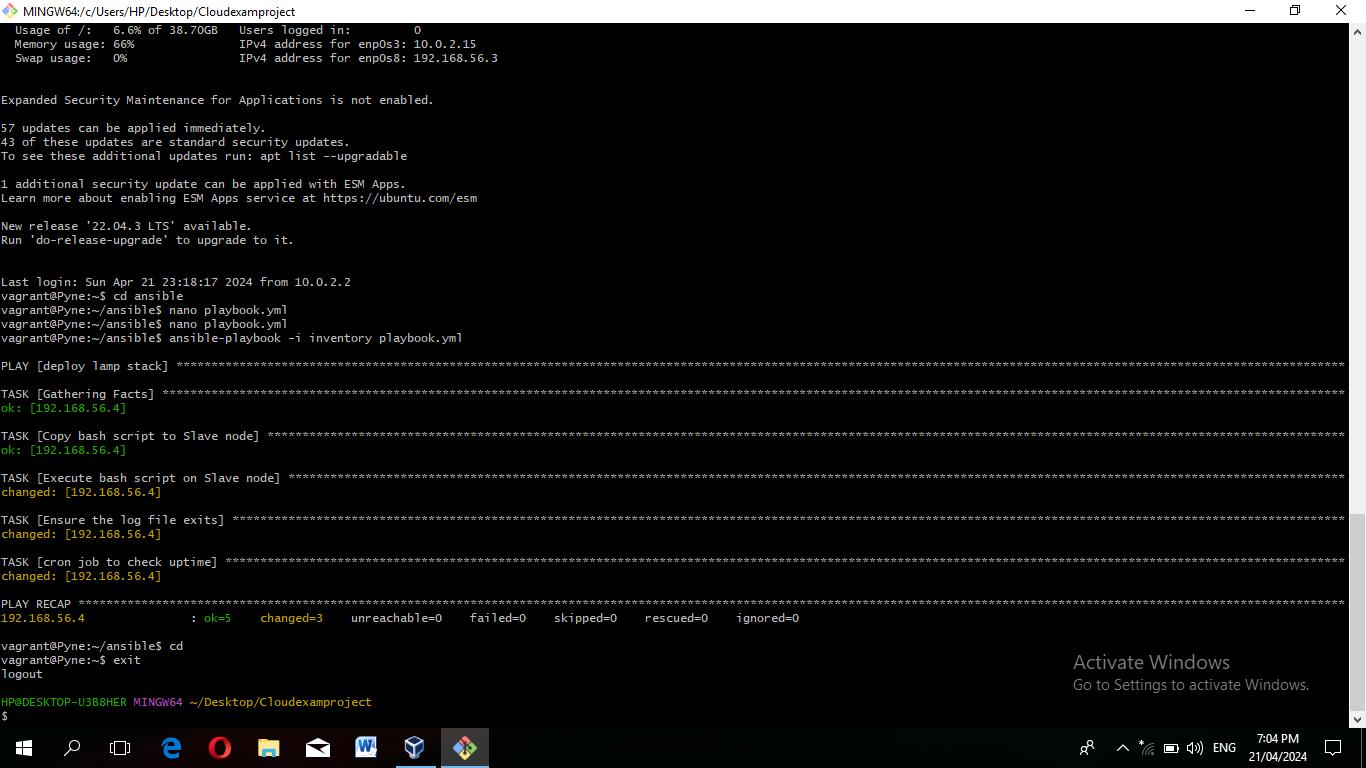 MINGW64:/c/Users/HP/Desktop/Cloudexamproject
Usage of /:   6.6% of 38.70GB   Users logged in:         0
Memory usage: 66%               IPv4 address for enp0s3: 10.0.2.15
Swap usage:   0%                IPv4 address for enp0s8: 192.168.56.3
Expanded Security Maintenance for Applications is not enabled.
57 updates can be applied immediately.
43 of these updates are standard security updates.
To see these additional updates run: apt list --upgradable
1 additional security update can be applied with ESM Apps.
Learn more about enabling ESM Apps service at https://ubuntu.com/esm
New release '22.04.3 LTS' available.
Run 'do-release-upgrade' to upgrade to it.
Last login: Sun Apr 21 23:18:17 2024 from 10.0.2.2
vagrant@Pyne:~$ cd ansible
vagrant@Pyne:~/ansible$ nano playbook.yml
vagrant@Pyne:~/ansible$ nano playbook.yml
vagrant@Pyne:~/ansible$ ansible-playbook -i inventory playbook.yml
PLAY [deploy lamp stack] ***********************************************************************************************************************************************************************
TASK [Gathering Facts] *************************************************************************************************************************************************************************
ok: [192.168.56.4]
TASK [Copy bash script to Slave node] **********************************************************************************************************************************************************
ok: [192.168.56.4]
TASK [Execute bash script on Slave node] *******************************************************************************************************************************************************
changed: [192.168.56.4]
TASK [Ensure the log file exits] ***************************************************************************************************************************************************************
changed: [192.168.56.4]
TASK [cron job to check uptime] ****************************************************************************************************************************************************************
changed: [192.168.56.4]
PLAY RECAP *************************************************************************************************************************************************************************************
192.168.56.4               : ok=5    changed=3    unreachable=0    failed=0    skipped=0    rescued=0    ignored=0
vagrant@Pyne:~/ansible$ cd
vagrant@Pyne:~$ exit
logout
HP@DESKTOP-U3B8HER MINGW64 ~/Desktop/Cloudexamproject
$
Activate Windows
Go to Settings to activate Windows.
ENG
7:04 PM
21/04/2024